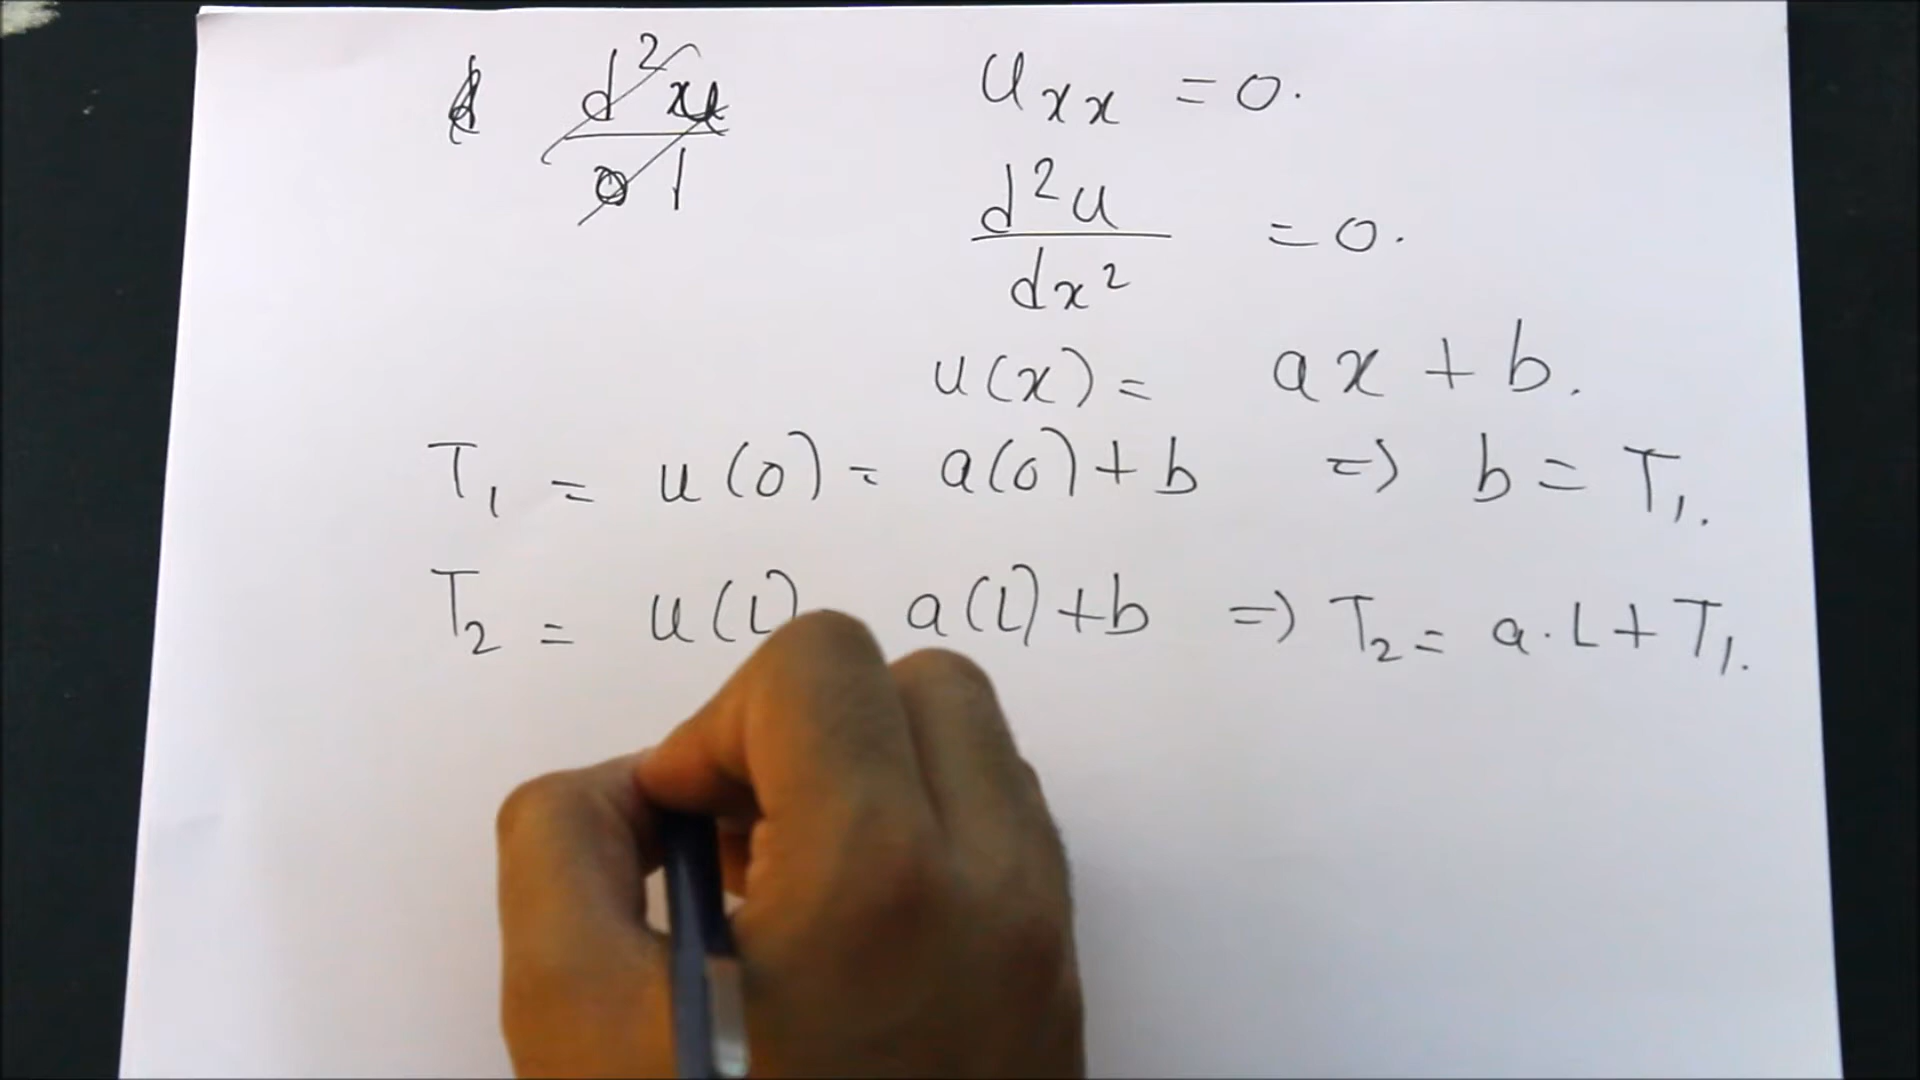 u_xx = 0.
d²u/dx² = 0.
u(x) = ax + b.
T₁ = u(0) = a(0) + b => b = T₁.
T₂ = u(L) a(L) + b => T₂ = a.L + T₁.